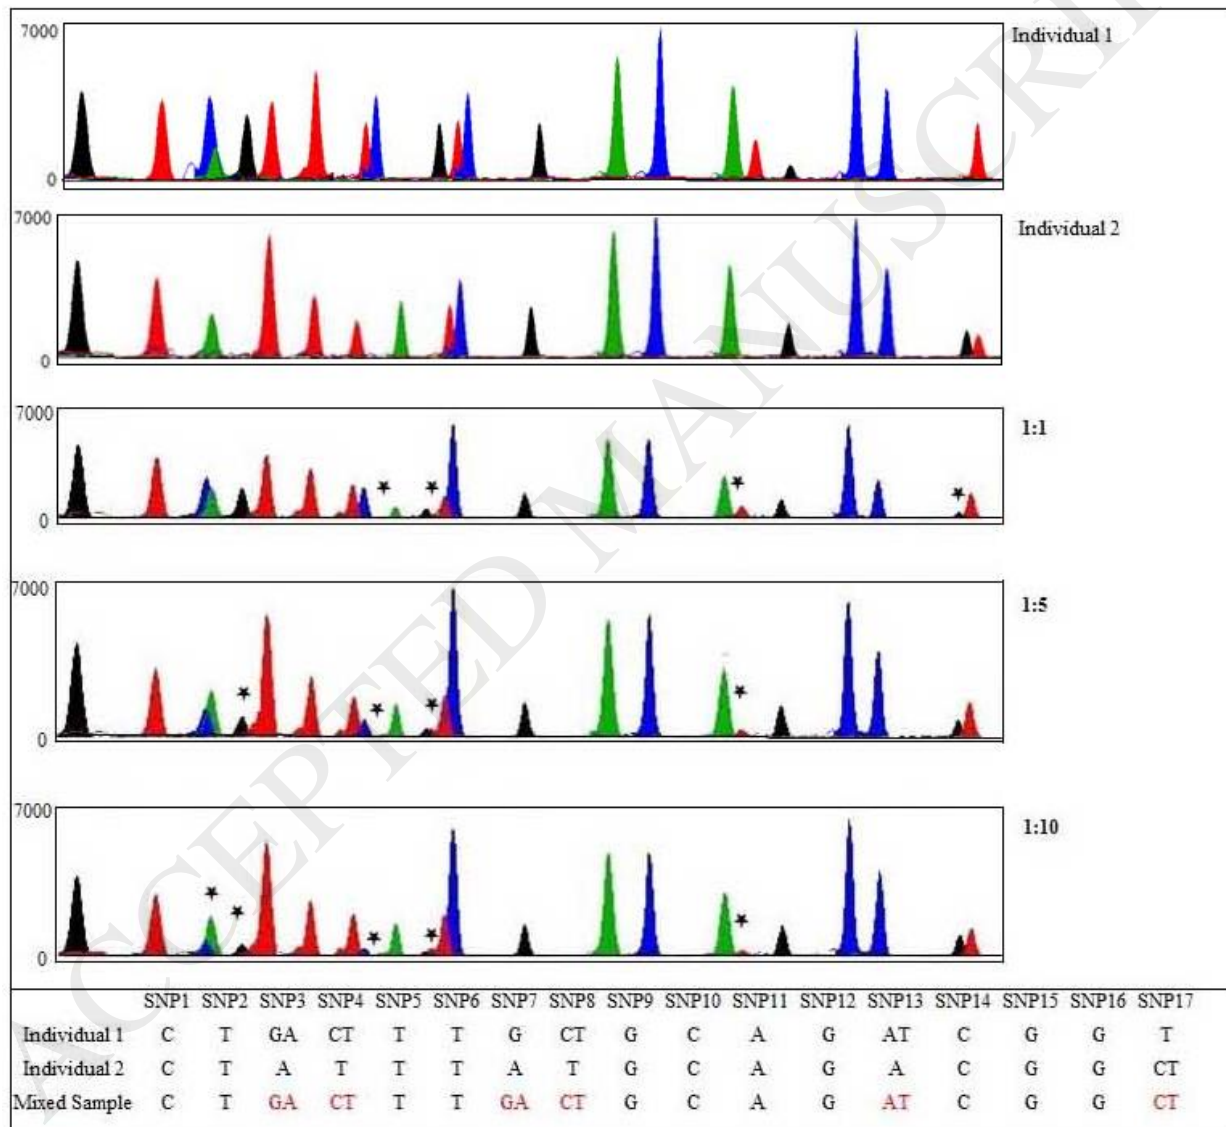 7000
Individual 1
0
7000
Individual 2
0
7000
1:1
0
7000
1:5
0
7000
1:10
0
SNP1 SNP2 SNP3 SNP4 SNP5 SNP6 SNP7 SNP8 SNP9 SNP10 SNP11 SNP12 SNP13 SNP14 SNP15 SNP16 SNP17
Individual 1 C T GA CT T T G CT G C A G AT C G G T
Individual 2 C T A T T T A T G C A G A C G G CT
Mixed Sample C T GA CT T T GA CT G C A G AT C G G CT
ACCEPTED MANUSCRI